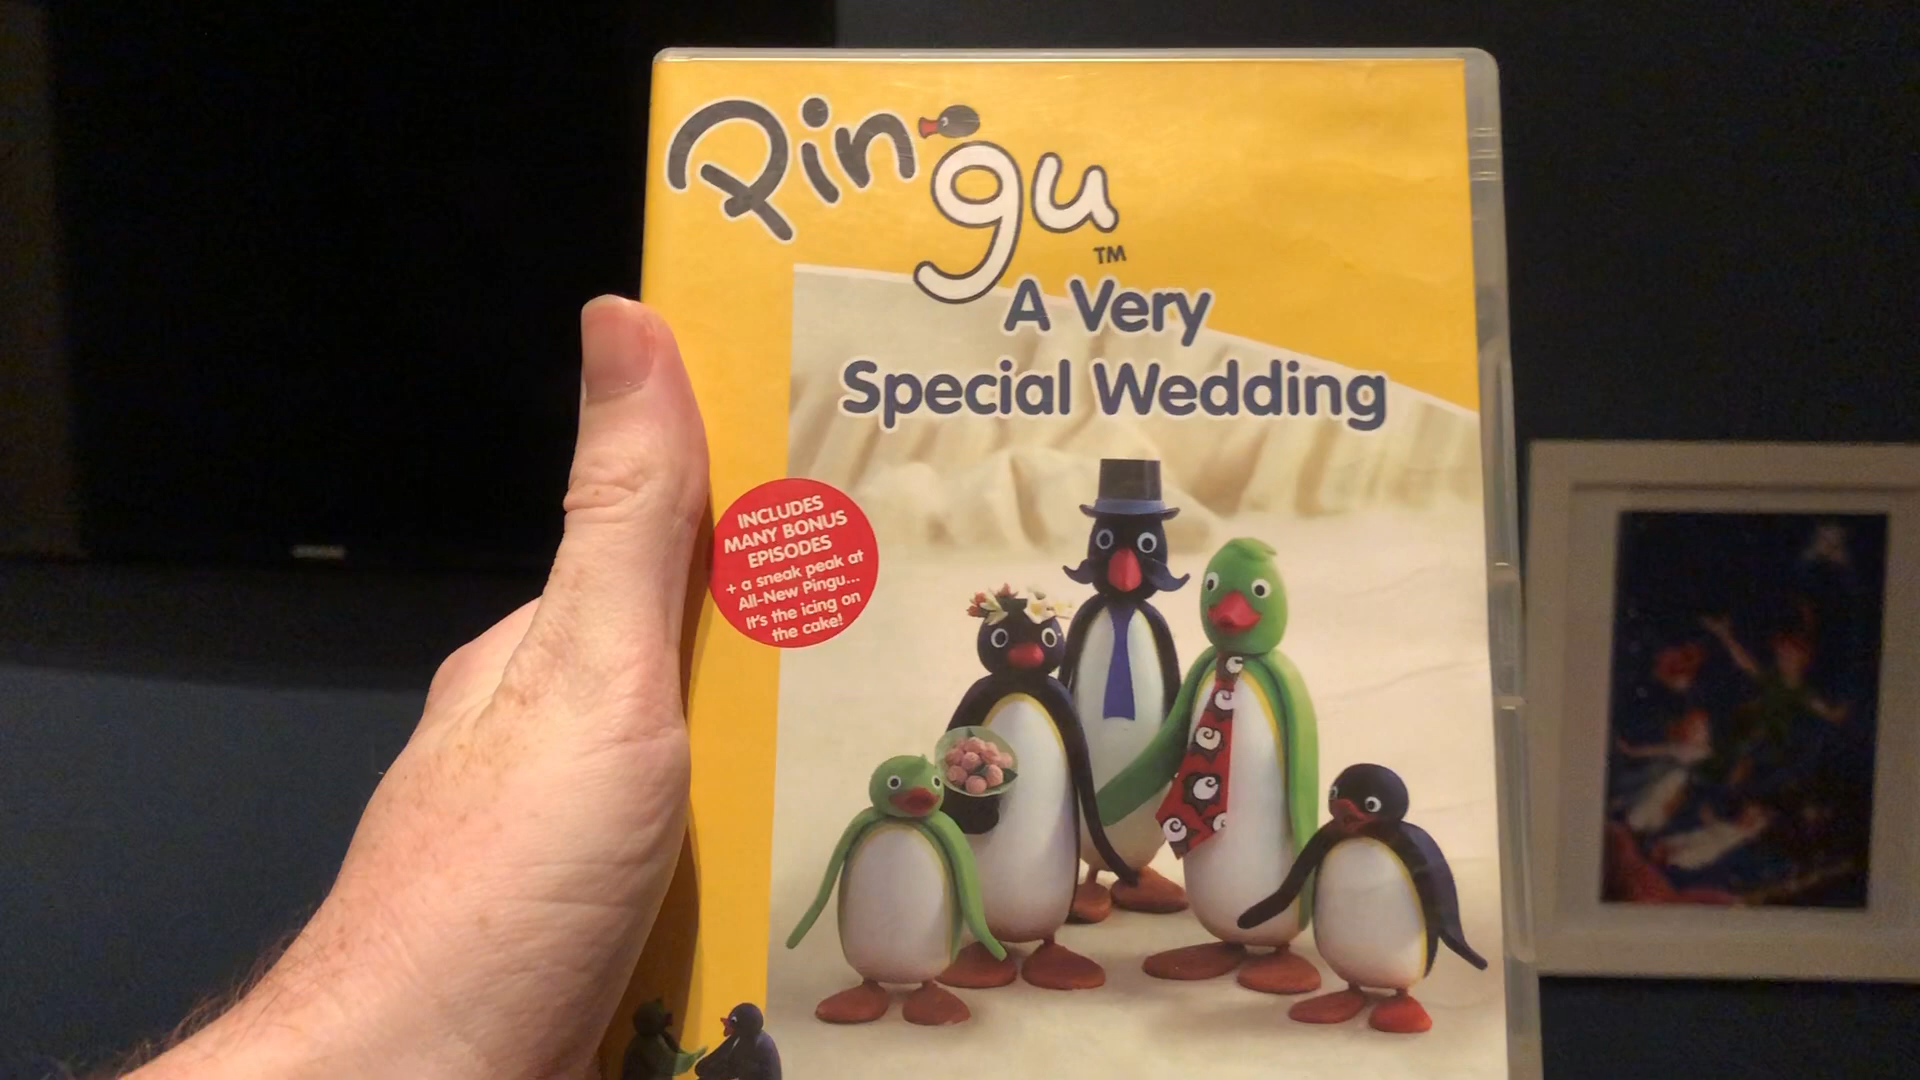 Pingu
TM
A Very
Special Wedding
INCLUDES
MANY BONUS
EPISODES
+ a sneak peak at
All-New Pingu...
It's the icing on
the cake!